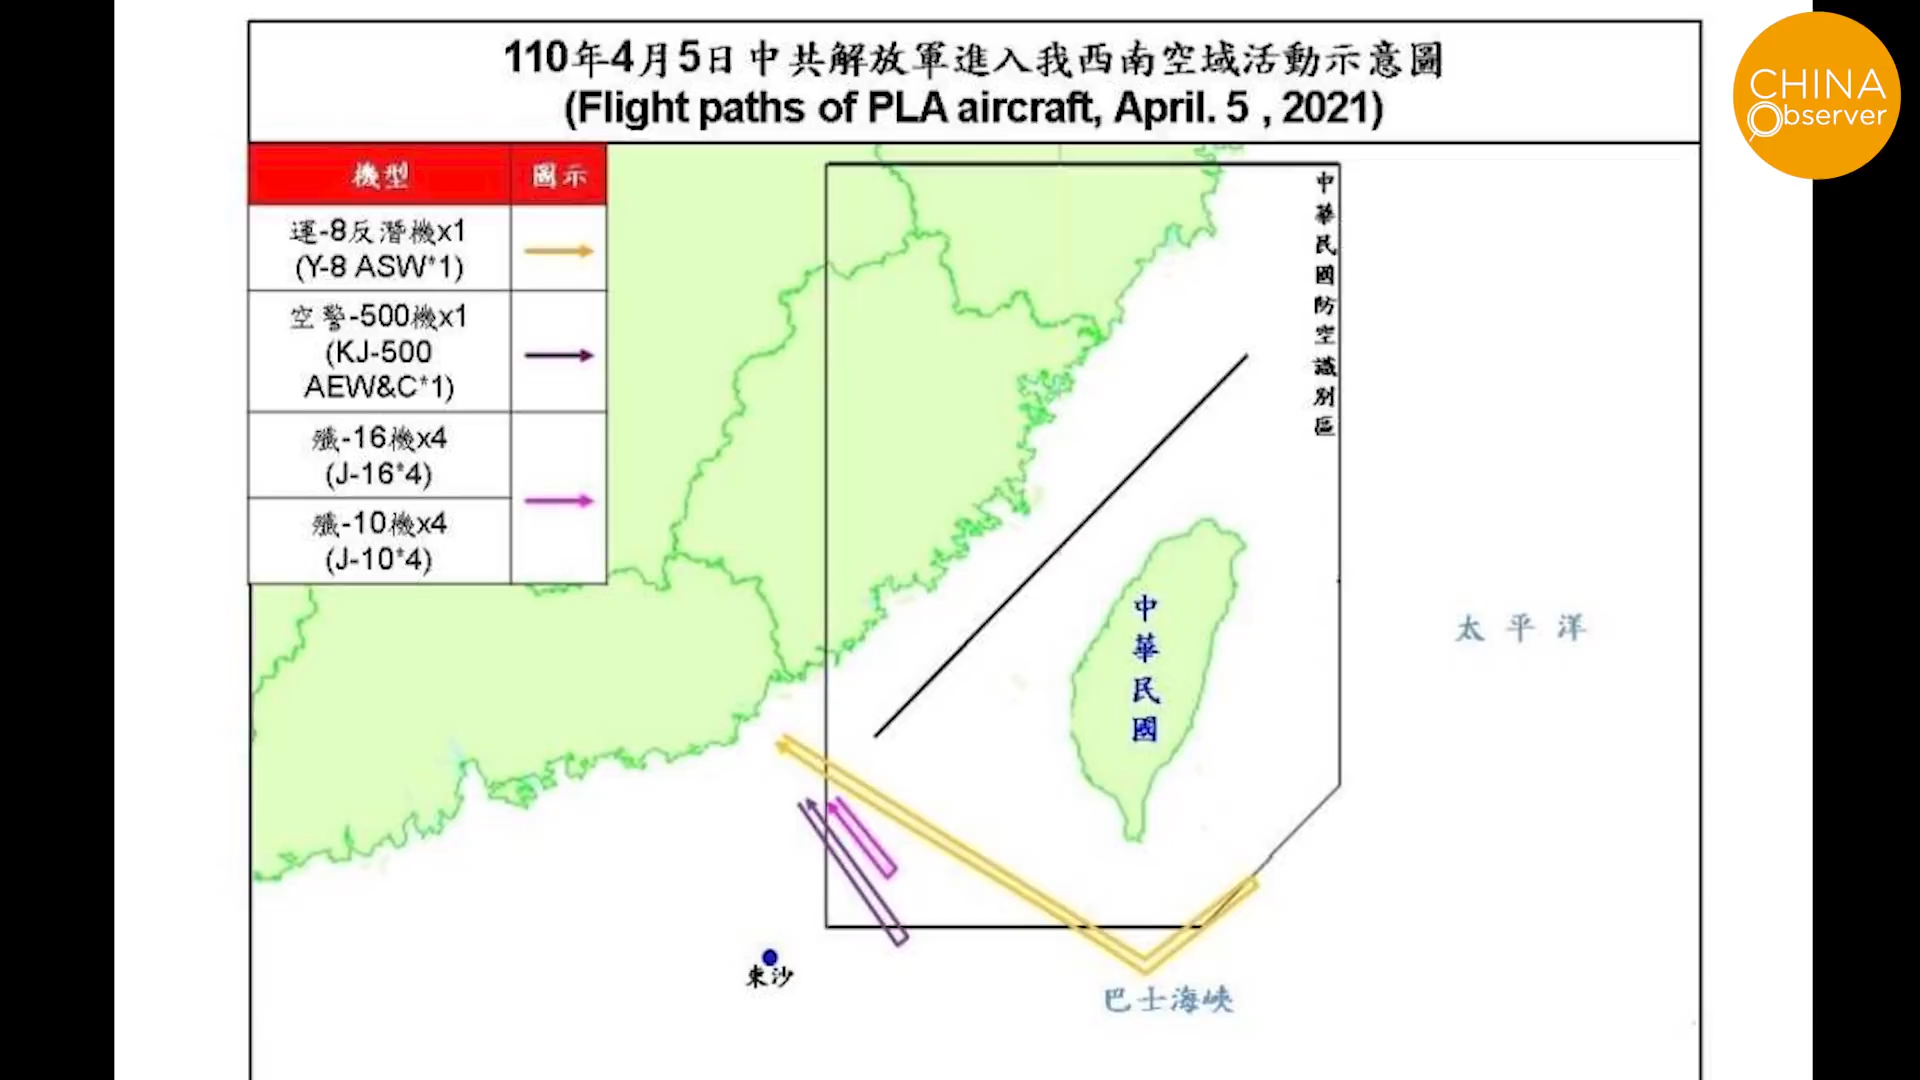 110年4月5日中共解放軍進入我西南空域活動示意圖
(Flight paths of PLA aircraft, April. 5 , 2021)
CHINA
Observer
機型
圖示
運-8反潛機x1
(Y-8 ASW*1)
空警-500機x1
(KJ-500
AEW&C*1)
殲-16機x4
(J-16*4)
殲-10機x4
(J-10*4)
中華民國防空識別區
中華民國
太平洋
東沙
巴士海峽